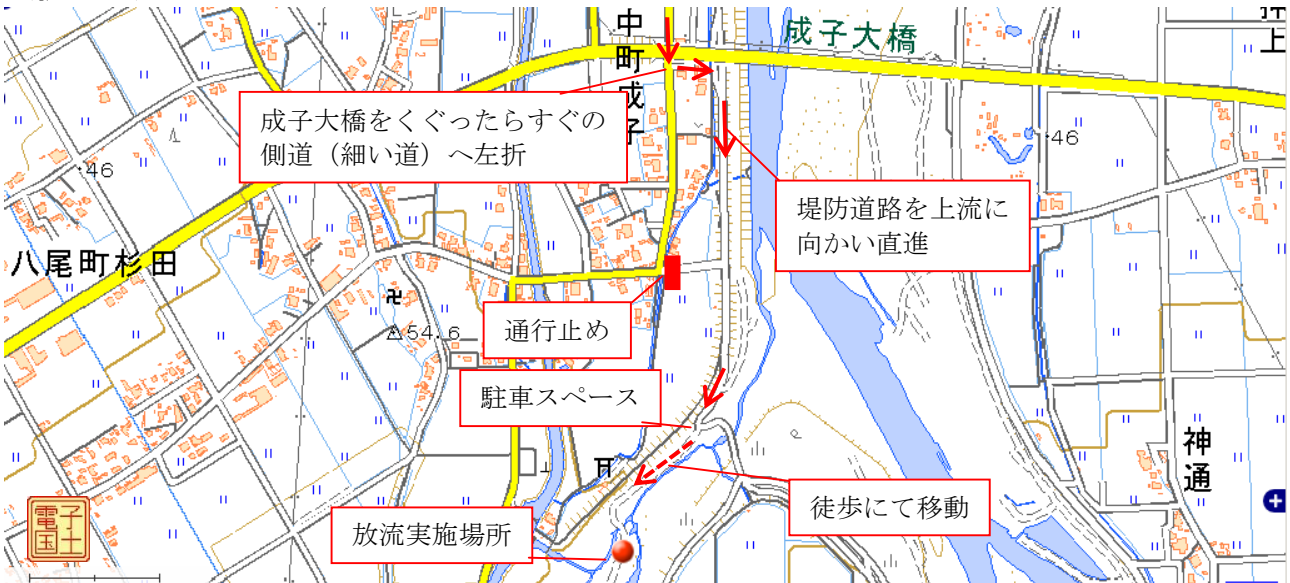 成子大橋
中町成子
井上
成子大橋をくぐったらすぐの
側道（細い道）へ左折
46
46
堤防道路を上流に
向かい直進
八尾町杉田
54.6
通行止め
駐車スペース
神通
徒歩にて移動
放流実施場所
電子国土